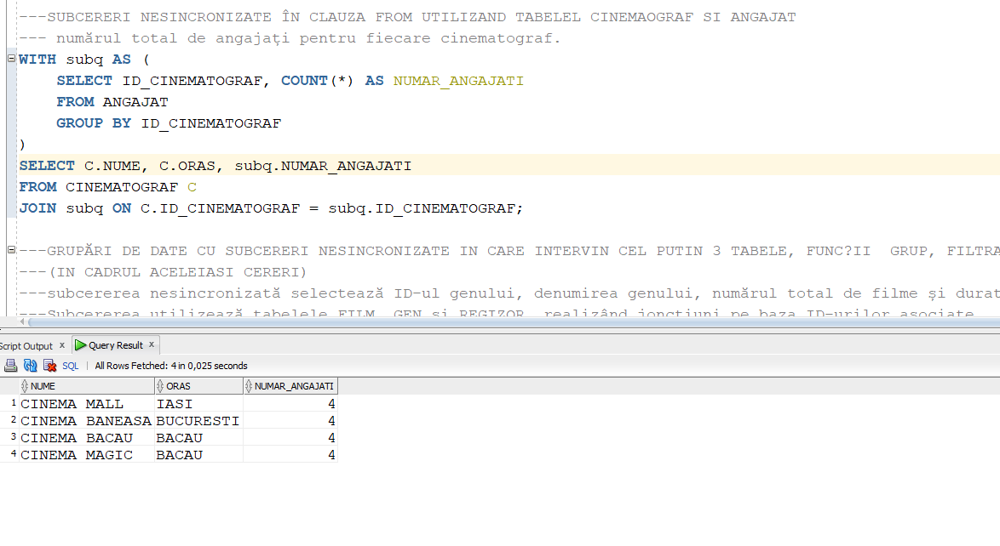 ---SUBCERERI NESINCRONIZATE ÎN CLAUZA FROM UTILIZAND TABELEL CINEMAOGRAF SI ANGAJAT
--- numărul total de angajați pentru fiecare cinematograf.
WITH subq AS (
SELECT ID_CINEMATOGRAF, COUNT(*) AS NUMAR_ANGAJATI
FROM ANGAJAT
GROUP BY ID_CINEMATOGRAF
)
SELECT C.NUME, C.ORAS, subq.NUMAR_ANGAJATI
FROM CINEMATOGRAF C
JOIN subq ON C.ID_CINEMATOGRAF = subq.ID_CINEMATOGRAF;
---GRUPĂRI DE DATE CU SUBCERERI NESINCRONIZATE IN CARE INTERVIN CEL PUTIN 3 TABELE, FUNC?II  GRUP, FILTRA
---(IN CADRUL ACELEIASI CERERI)
---subcererea nesincronizată selectează ID-ul genului, denumirea genului, numărul total de filme și durat
---Subcererea utilizează tabelele FILM, GEN și REGIZOR, realizând joncțiuni pe baza ID-urilor asociate
Script Output x Query Result x
SQL | All Rows Fetched: 4 in 0,025 seconds
NUME ORAS NUMAR_ANGAJATI
1 CINEMA MALL IASI 4
2 CINEMA BANEASA BUCURESTI 4
3 CINEMA BACAU BACAU 4
4 CINEMA MAGIC BACAU 4